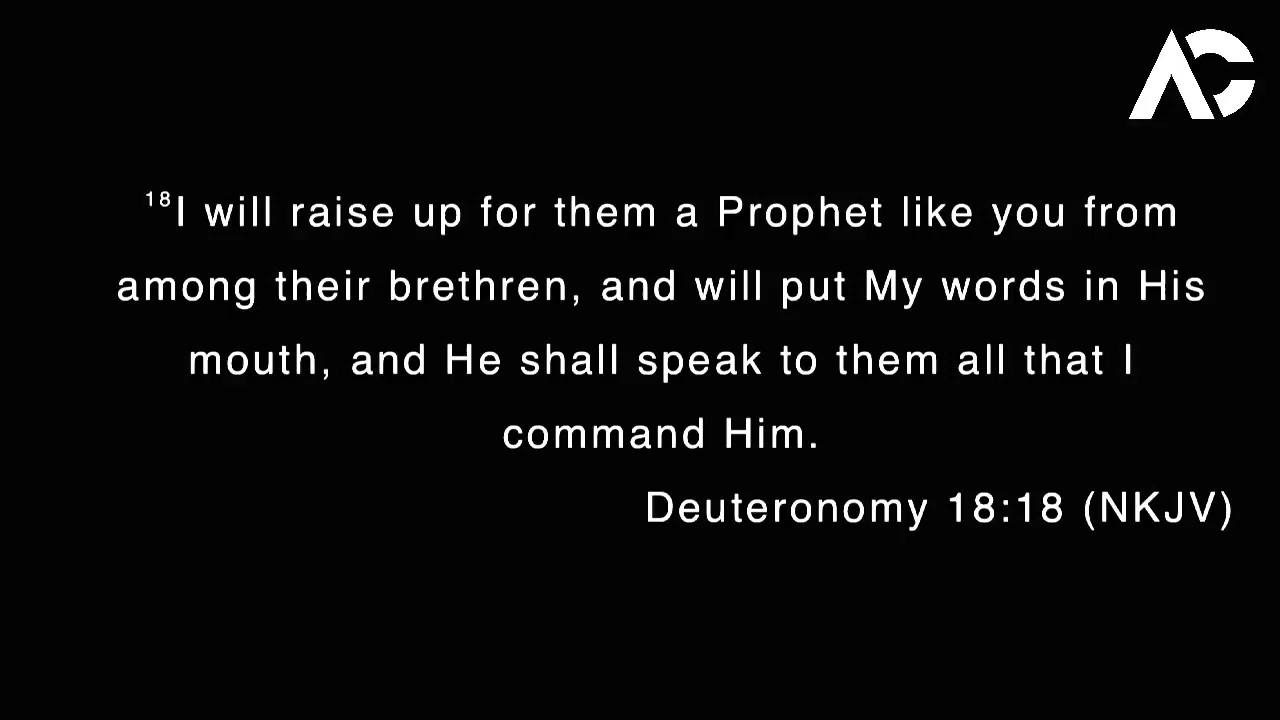 AC
¹⁸I will raise up for them a Prophet like you from
among their brethren, and will put My words in His
mouth, and He shall speak to them all that I
command Him.
Deuteronomy 18:18 (NKJV)